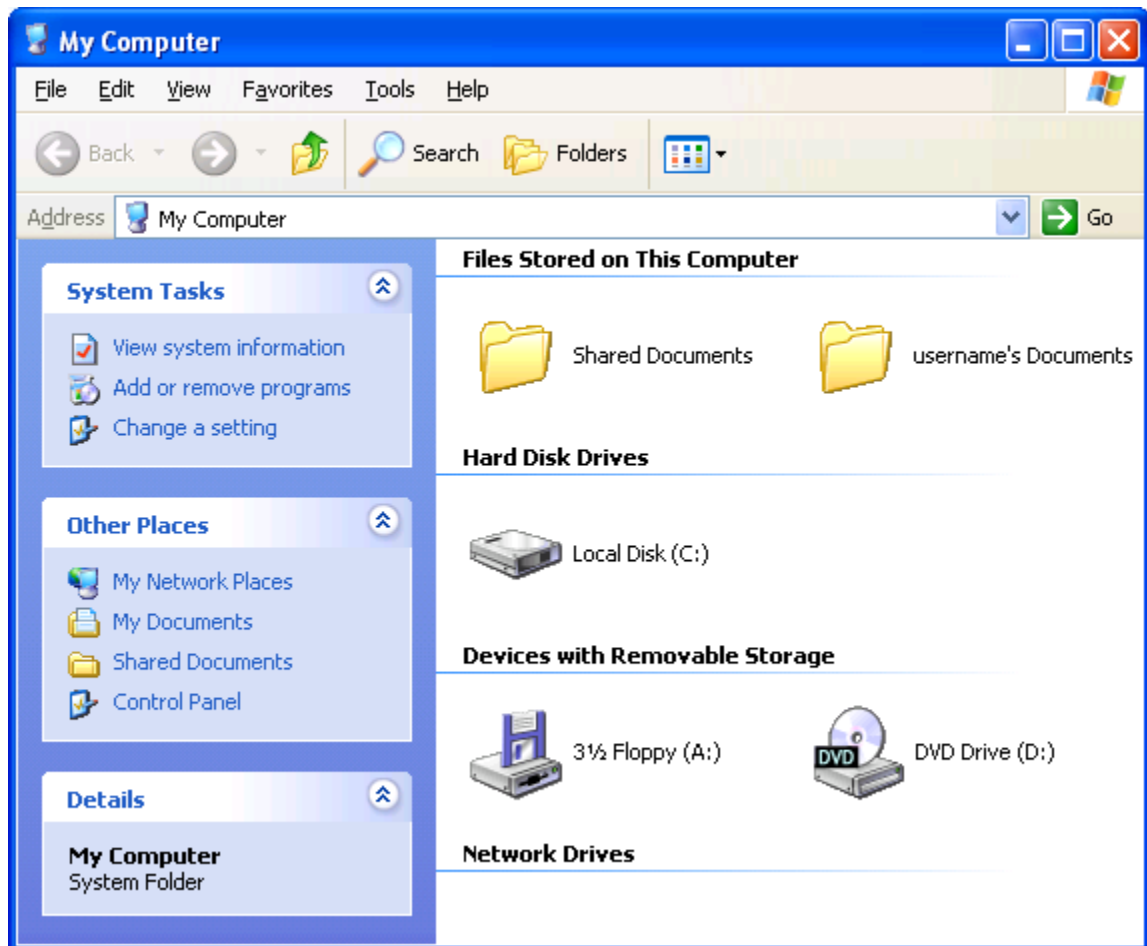 My Computer
File Edit View Favorites Tools Help
Back Search Folders
Address My Computer Go
System Tasks
View system information
Add or remove programs
Change a setting
Other Places
My Network Places
My Documents
Shared Documents
Control Panel
Details
My Computer
System Folder
Files Stored on This Computer
Shared Documents username's Documents
Hard Disk Drives
Local Disk (C:)
Devices with Removable Storage
3½ Floppy (A:) DVD DVD Drive (D:)
Network Drives